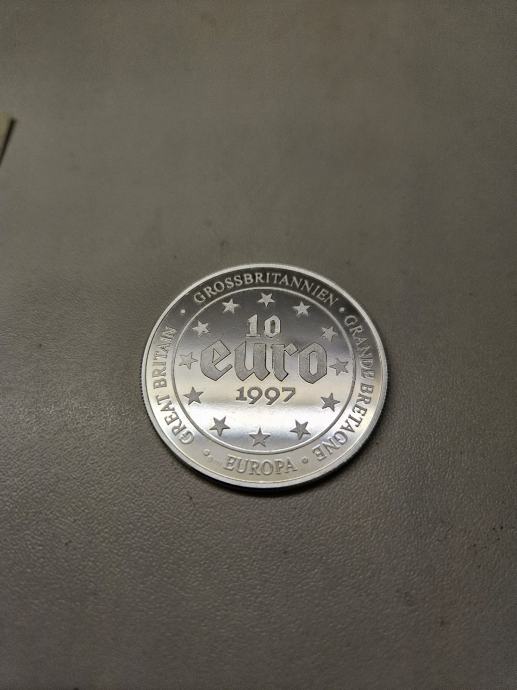 GREAT BRITAIN · GROSSBRITANNIEN · GRANDE BRETAGNE
10
euro
1997
EUROPA